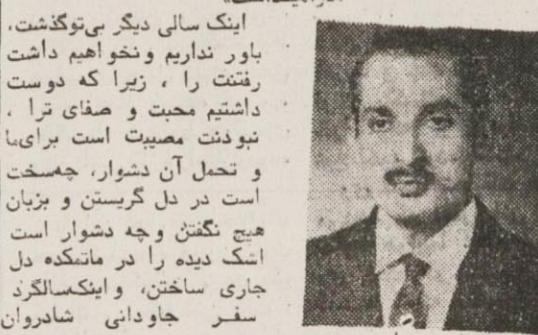 اینک سالی دیگر بی‌توگذشت،
باور نداریم ونخواهیم داشت
رفتنت را ، زیرا که دوست
داشتیم محبت و صفای ترا ،
نبودنت مصیبت است برای‌ما
و تحمل آن دشوار، چه‌سخت
است در دل گریستن و بزبان
هیچ نگفتن وچه دشوار است
اشک دیده را در ماتمکده دل
جاری ساختن، و اینک‌سالگرد
سفر جاودانی شادروان